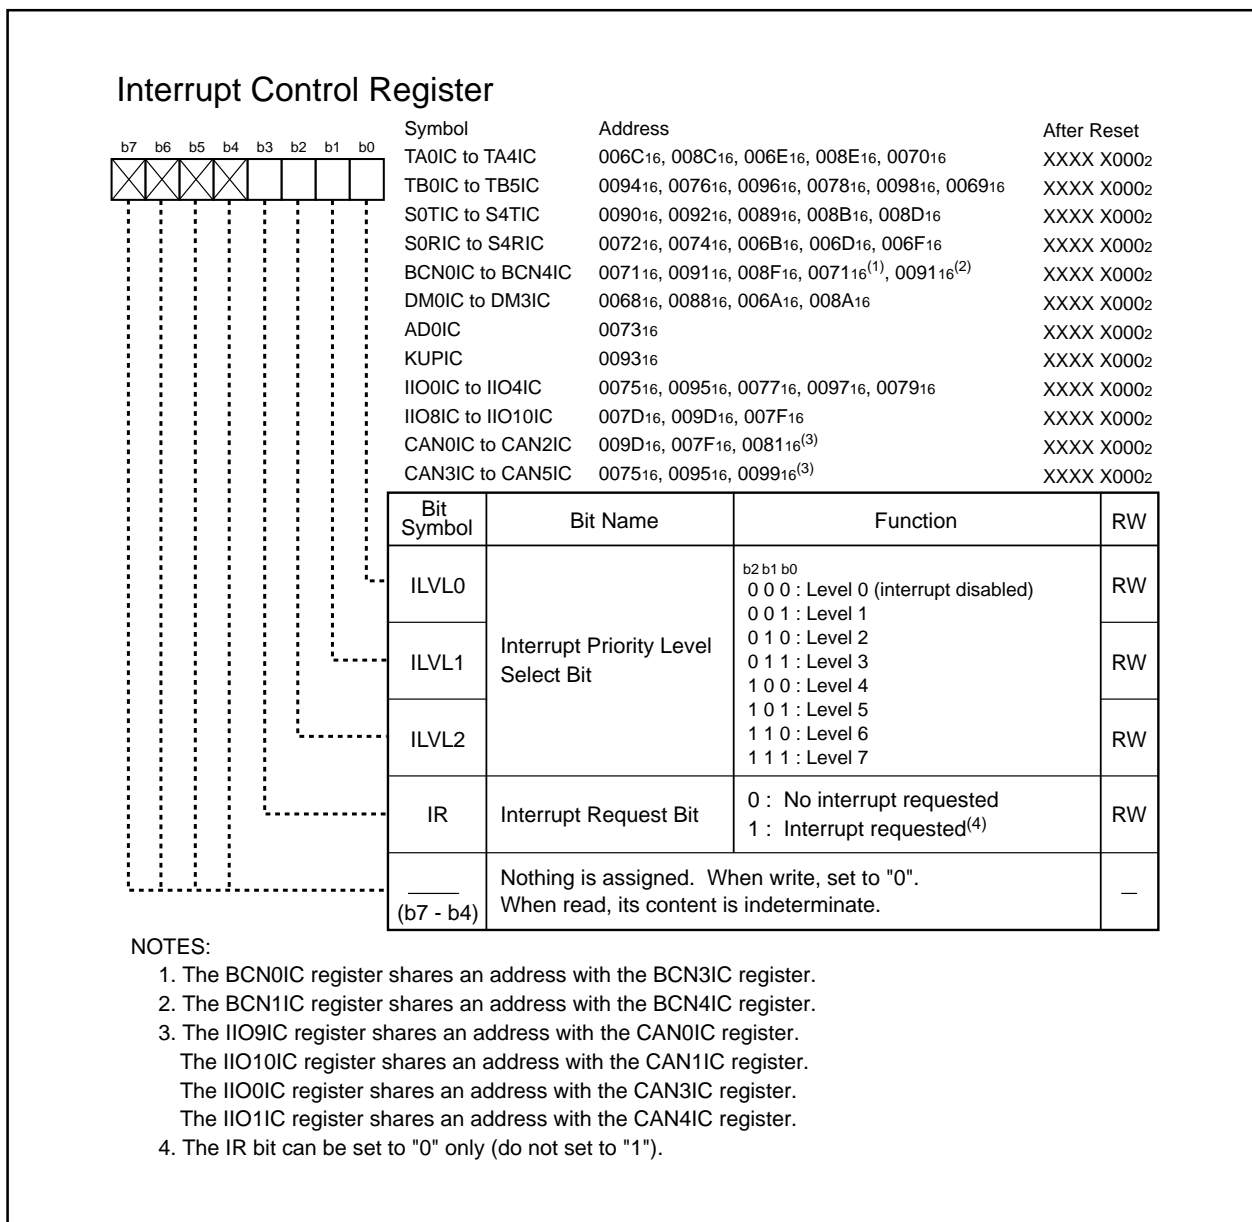 Interrupt Control Register
b7 b6 b5 b4 b3 b2 b1 b0
Symbol Address After Reset
TA0IC to TA4IC 006C16, 008C16, 006E16, 008E16, 007016 XXXX X0002
TB0IC to TB5IC 009416, 007616, 009616, 007816, 009816, 006916 XXXX X0002
S0TIC to S4TIC 009016, 009216, 008916, 008B16, 008D16 XXXX X0002
S0RIC to S4RIC 007216, 007416, 006B16, 006D16, 006F16 XXXX X0002
BCN0IC to BCN4IC 007116, 009116, 008F16, 007116(1), 009116(2) XXXX X0002
DM0IC to DM3IC 006816, 008816, 006A16, 008A16 XXXX X0002
AD0IC 007316 XXXX X0002
KUPIC 009316 XXXX X0002
IIO0IC to IIO4IC 007516, 009516, 007716, 009716, 007916 XXXX X0002
IIO8IC to IIO10IC 007D16, 009D16, 007F16 XXXX X0002
CAN0IC to CAN2IC 009D16, 007F16, 008116(3) XXXX X0002
CAN3IC to CAN5IC 007516, 009516, 009916(3) XXXX X0002
Bit Symbol Bit Name Function RW
ILVL0 RW
ILVL1 RW
ILVL2 RW
Interrupt Priority Level
Select Bit
b2 b1 b0
0 0 0 : Level 0 (interrupt disabled)
0 0 1 : Level 1
0 1 0 : Level 2
0 1 1 : Level 3
1 0 0 : Level 4
1 0 1 : Level 5
1 1 0 : Level 6
1 1 1 : Level 7
IR Interrupt Request Bit RW
0 : No interrupt requested
1 : Interrupt requested(4)
(b7 - b4)
Nothing is assigned. When write, set to "0".
When read, its content is indeterminate.
NOTES:
1. The BCN0IC register shares an address with the BCN3IC register.
2. The BCN1IC register shares an address with the BCN4IC register.
3. The IIO9IC register shares an address with the CAN0IC register.
The IIO10IC register shares an address with the CAN1IC register.
The IIO0IC register shares an address with the CAN3IC register.
The IIO1IC register shares an address with the CAN4IC register.
4. The IR bit can be set to "0" only (do not set to "1").